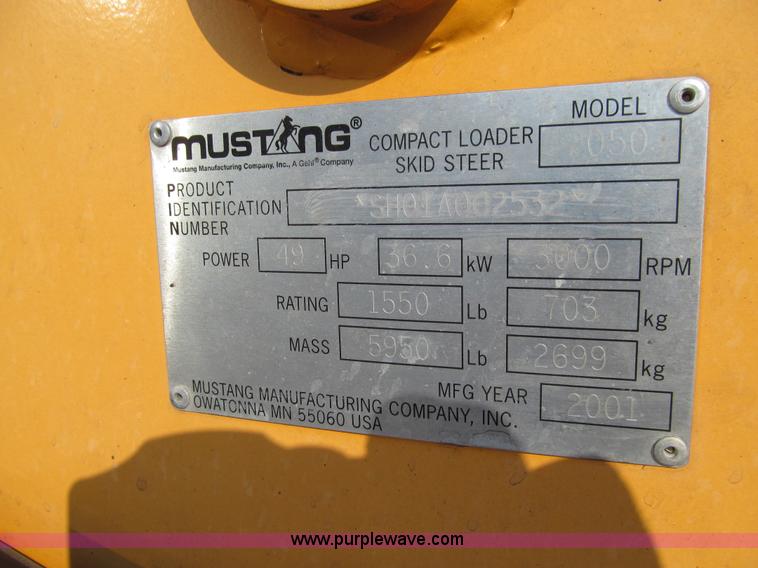 MUSTANG®
Mustang Manufacturing Company, Inc., A Gehl® Company
COMPACT LOADER
SKID STEER
MODEL
2050
PRODUCT
IDENTIFICATION
NUMBER
*SH01A002532*
POWER 49 HP 36.6 kW 3000 RPM
RATING 1550 Lb 703 kg
MASS 5950 Lb 2699 kg
MFG YEAR 2001
MUSTANG MANUFACTURING COMPANY, INC.
OWATCNNA MN 55060 USA
www.purplewave.com